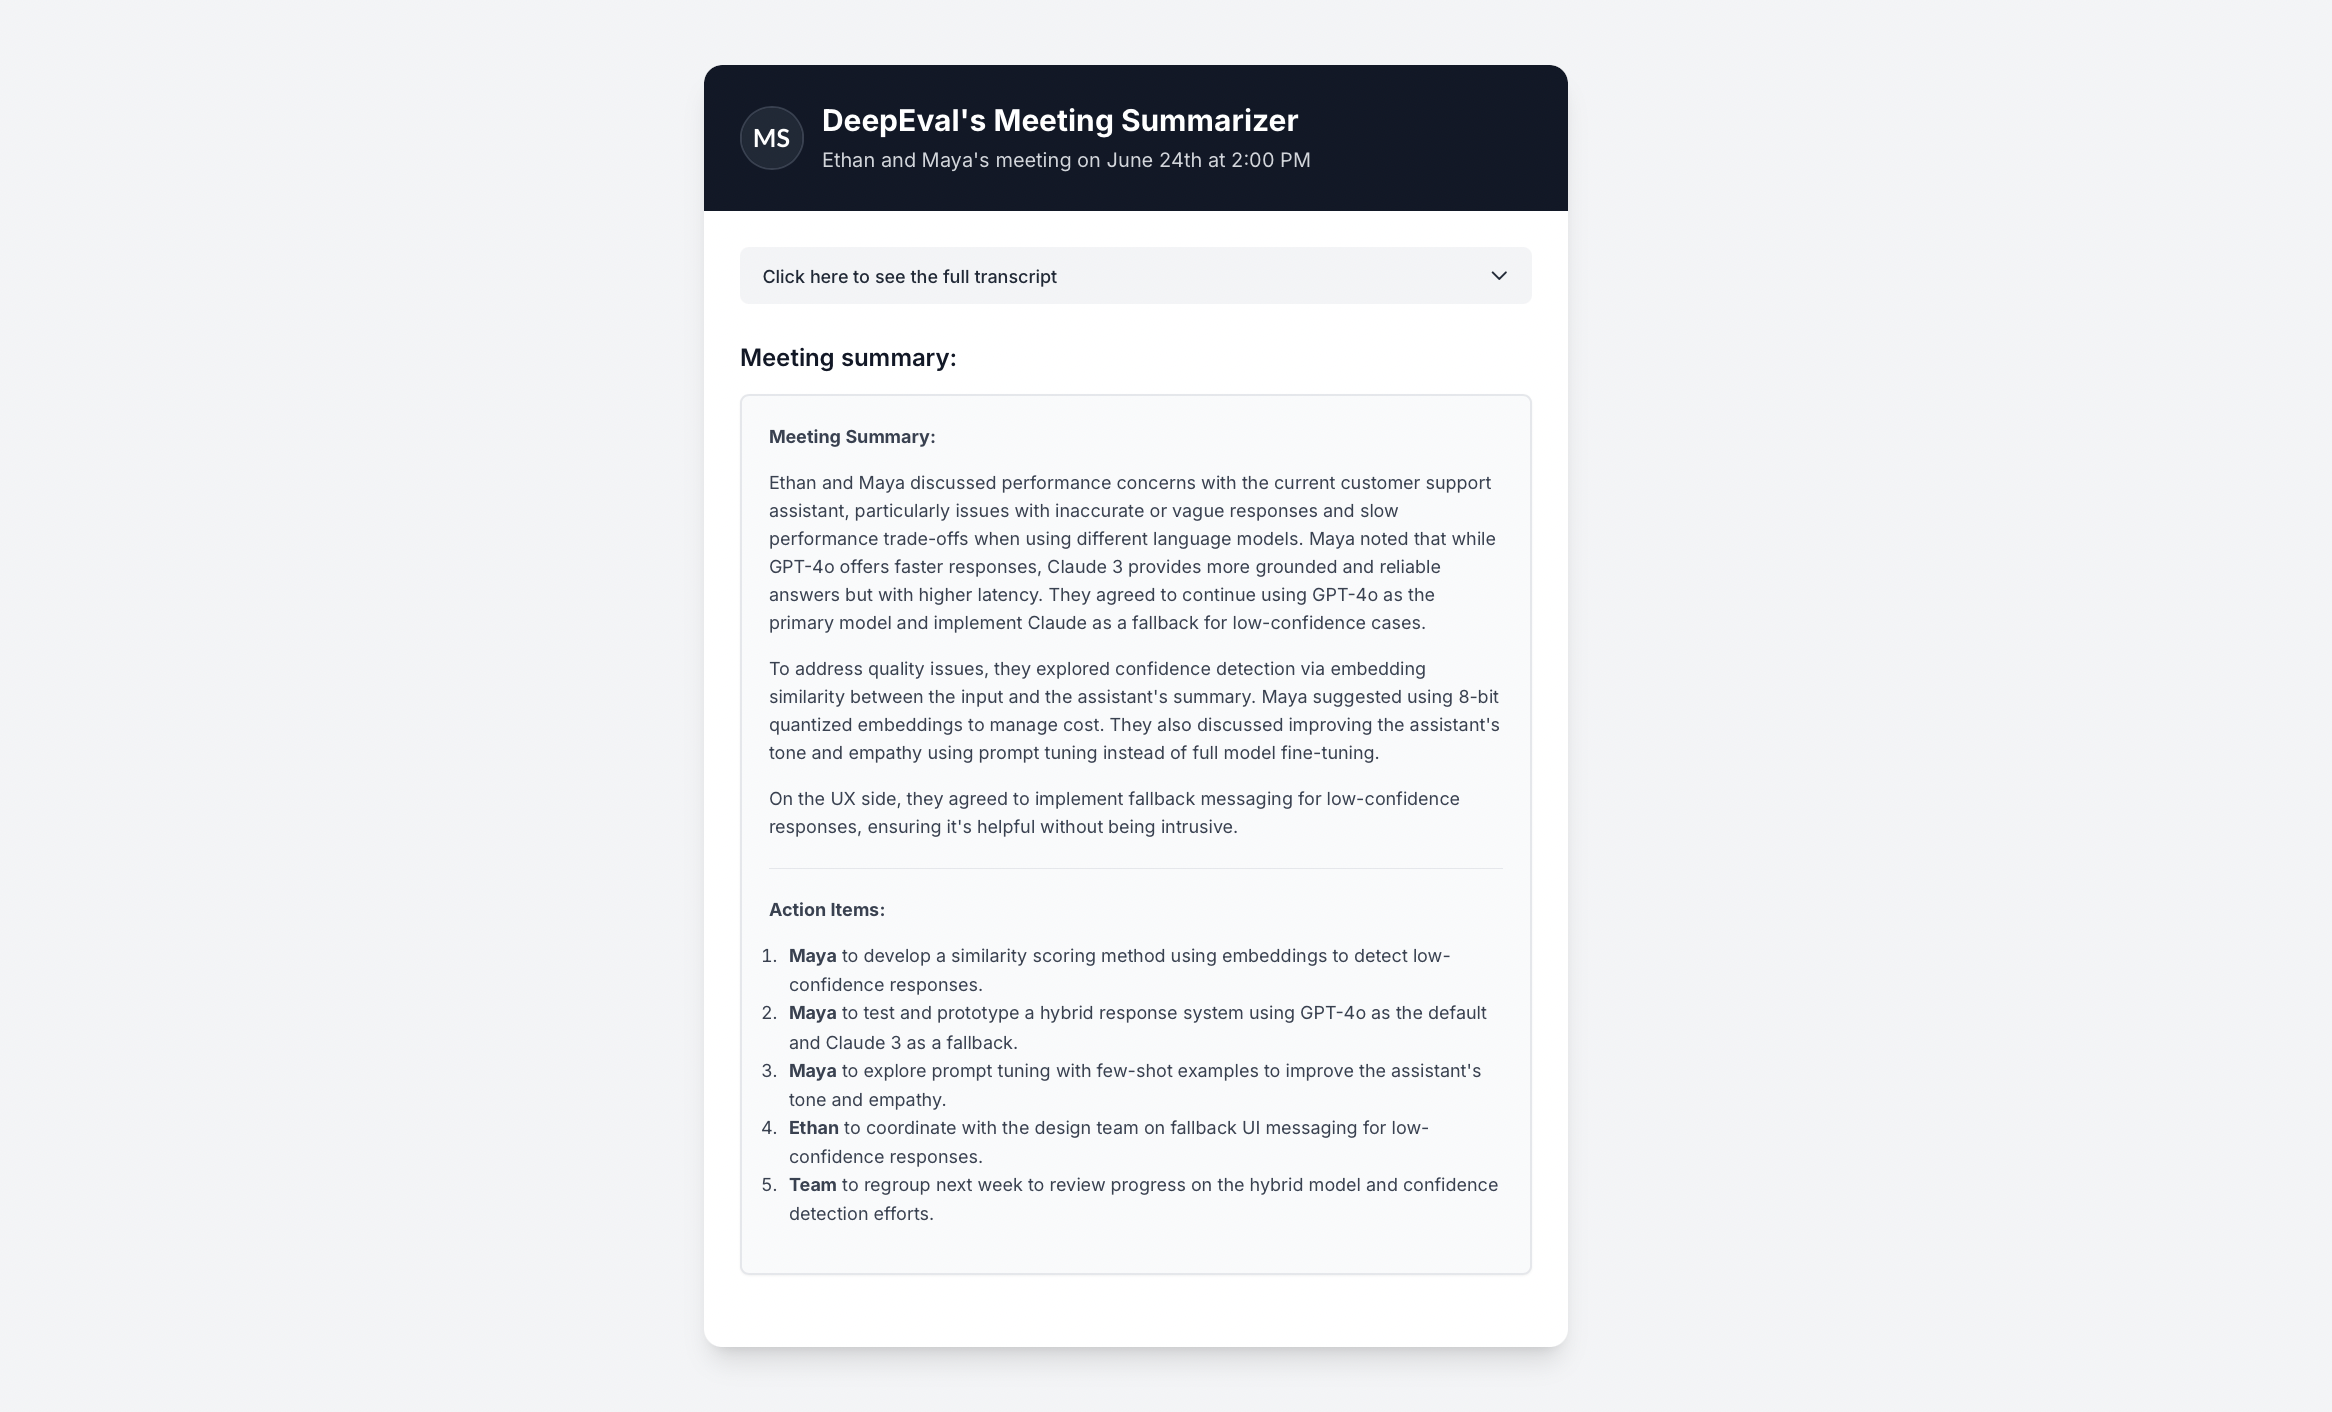 MS
DeepEval's Meeting Summarizer
Ethan and Maya's meeting on June 24th at 2:00 PM
Click here to see the full transcript
Meeting summary:
Meeting Summary:
Ethan and Maya discussed performance concerns with the current customer support
assistant, particularly issues with inaccurate or vague responses and slow
performance trade-offs when using different language models. Maya noted that while
GPT-4o offers faster responses, Claude 3 provides more grounded and reliable
answers but with higher latency. They agreed to continue using GPT-4o as the
primary model and implement Claude as a fallback for low-confidence cases.
To address quality issues, they explored confidence detection via embedding
similarity between the input and the assistant's summary. Maya suggested using 8-bit
quantized embeddings to manage cost. They also discussed improving the assistant's
tone and empathy using prompt tuning instead of full model fine-tuning.
On the UX side, they agreed to implement fallback messaging for low-confidence
responses, ensuring it's helpful without being intrusive.
Action Items:
1. Maya to develop a similarity scoring method using embeddings to detect low-
confidence responses.
2. Maya to test and prototype a hybrid response system using GPT-4o as the default
and Claude 3 as a fallback.
3. Maya to explore prompt tuning with few-shot examples to improve the assistant's
tone and empathy.
4. Ethan to coordinate with the design team on fallback UI messaging for low-
confidence responses.
5. Team to regroup next week to review progress on the hybrid model and confidence
detection efforts.